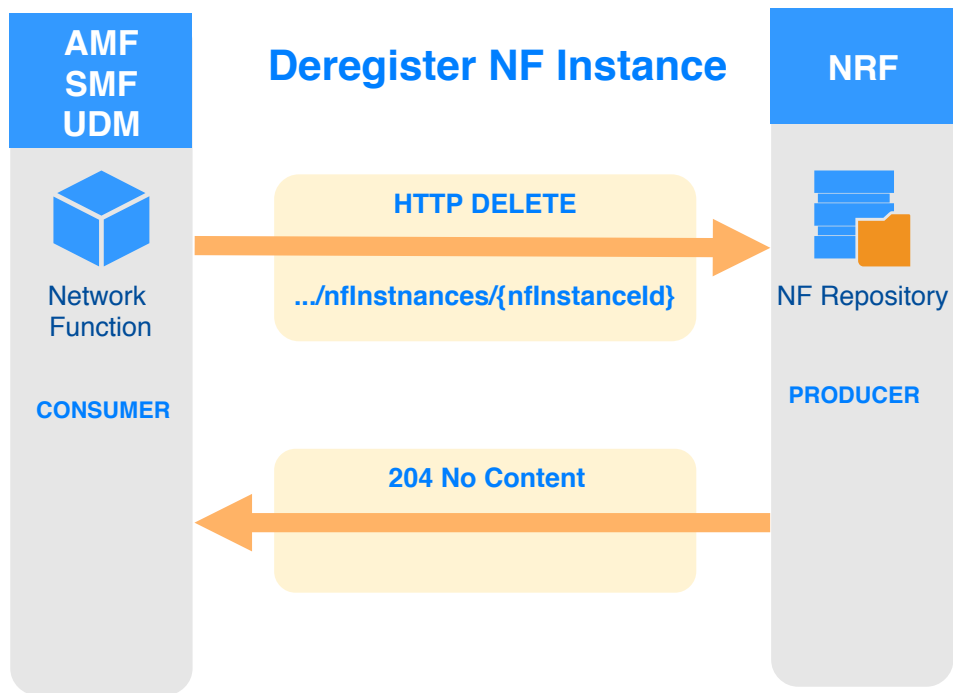 AMF
SMF
UDM
Deregister NF Instance
NRF
HTTP DELETE
.../nfInstnances/{nfInstanceId}
Network
Function
NF Repository
CONSUMER
PRODUCER
204 No Content